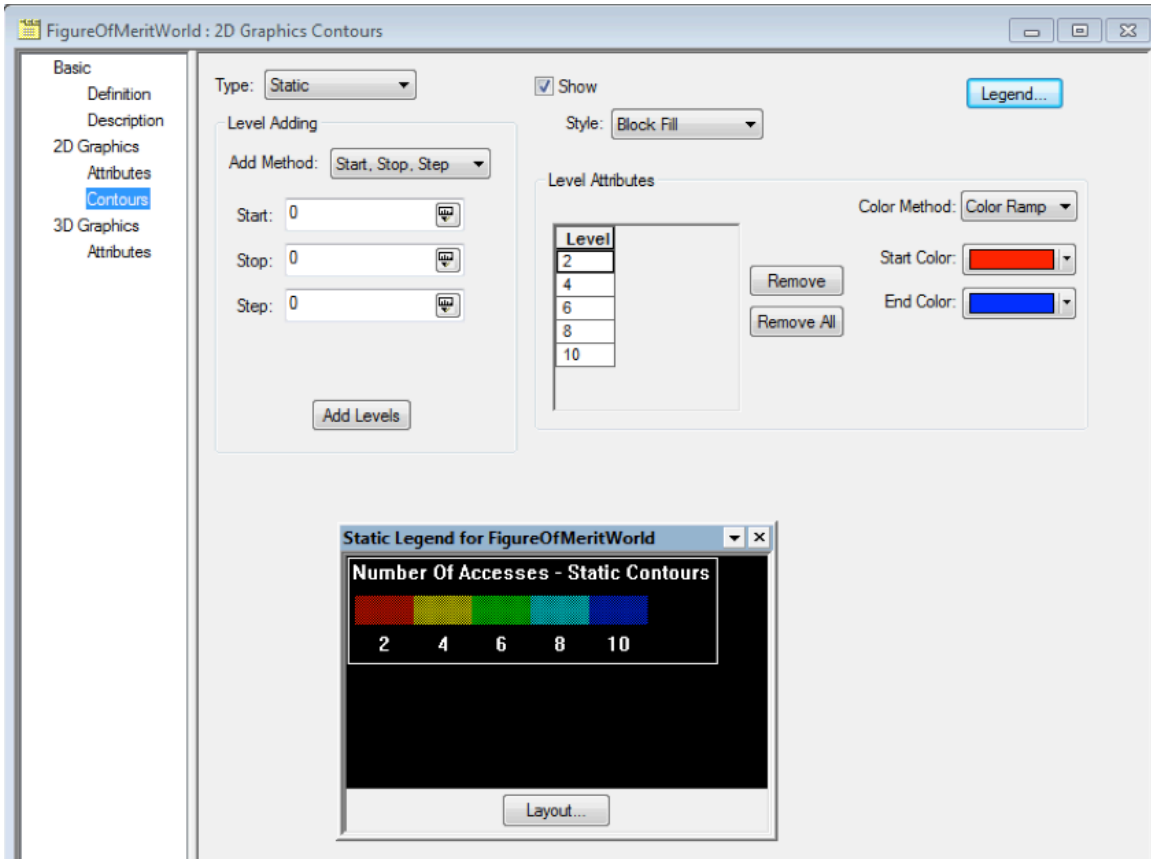 FigureOfMeritWorld : 2D Graphics Contours
Basic
Definition
Description
2D Graphics
Attributes
Contours
3D Graphics
Attributes
Type: Static
Show
Legend...
Style: Block Fill
Level Adding
Add Method: Start, Stop, Step
Start: 0
Stop: 0
Step: 0
Add Levels
Level Attributes
Level
2
4
6
8
10
Remove
Remove All
Color Method: Color Ramp
Start Color:
End Color:
Static Legend for FigureOfMeritWorld
Number Of Accesses - Static Contours
2 4 6 8 10
Layout...